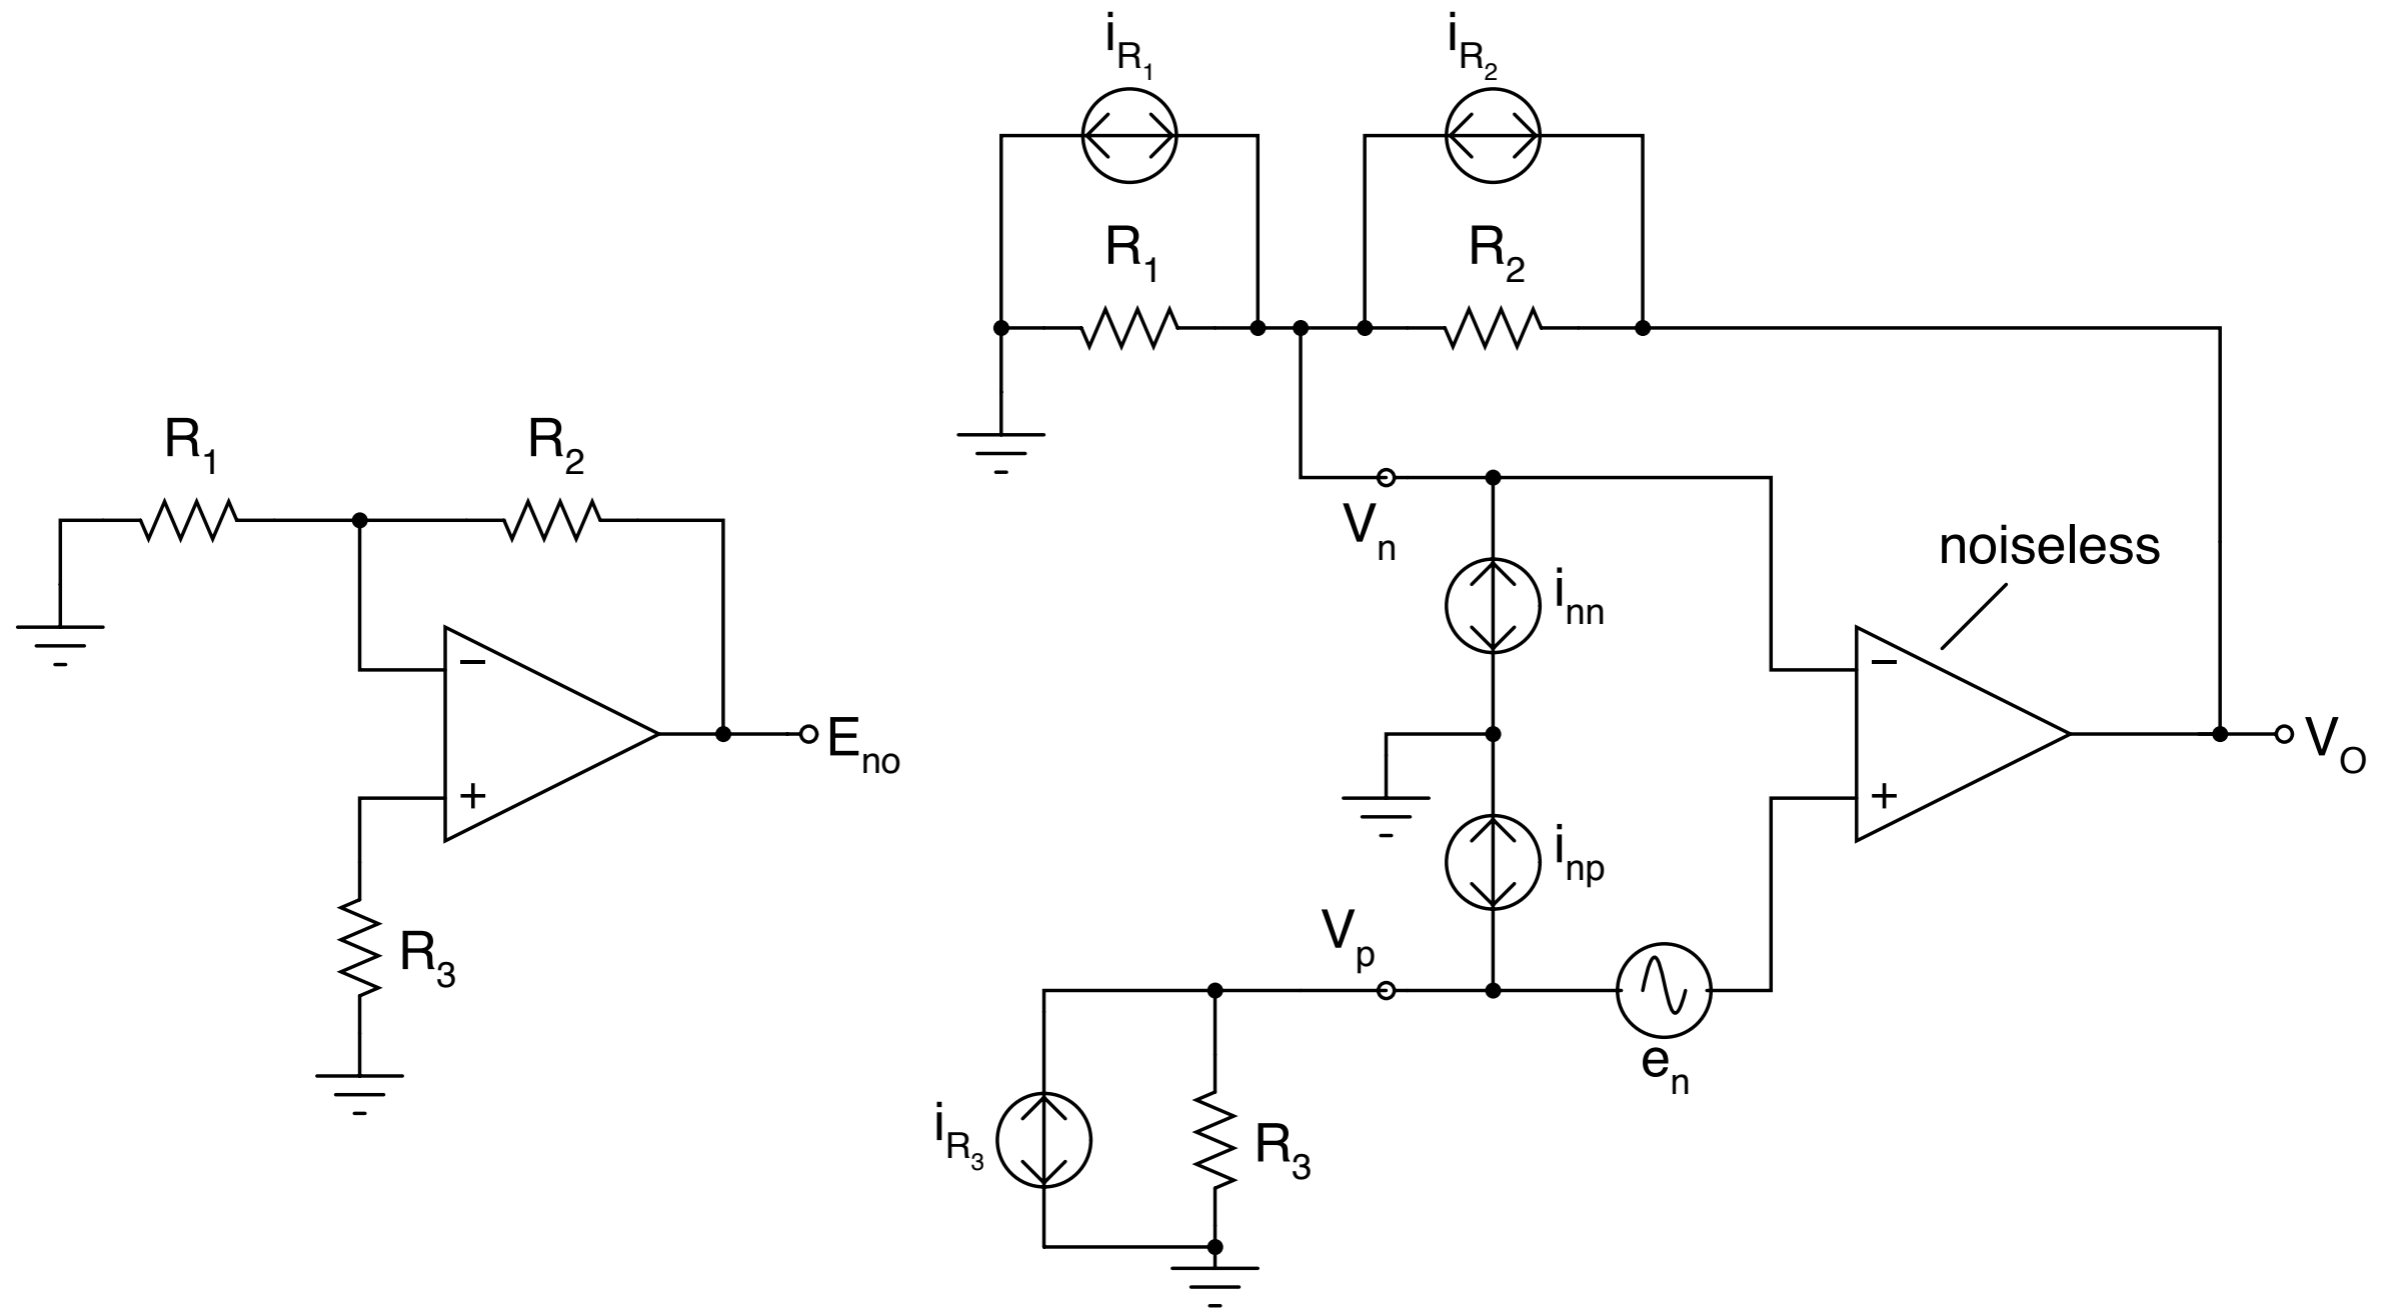 R1
R2
−
+
Eno
R3
iR1
iR2
R1
R2
Vn
inn
noiseless
−
+
VO
inp
Vp
en
iR3
R3